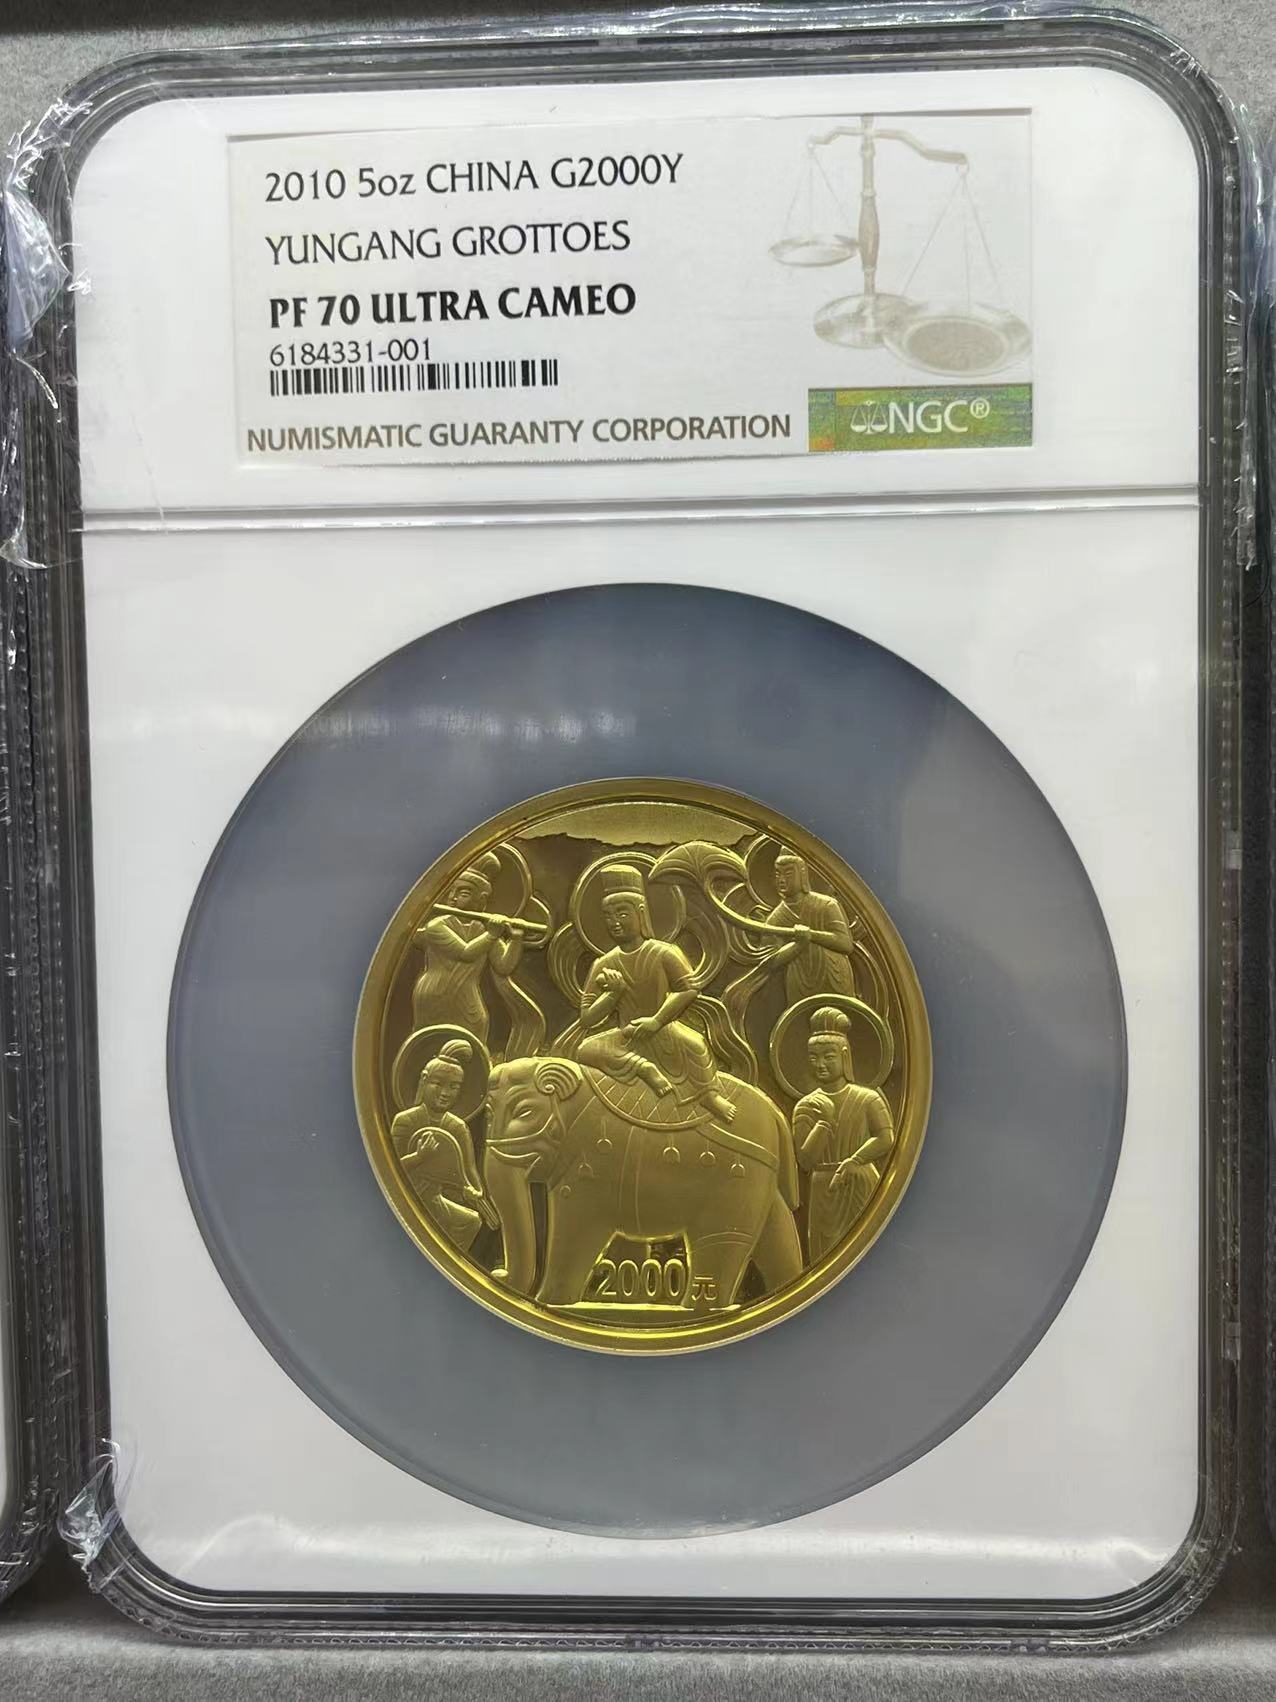 2010 5oz CHINA G2000Y
YUNGANG GROTTOES
PF 70 ULTRA CAMEO
6184331-001
NUMISMATIC GUARANTY CORPORATION
NGC®
2000元